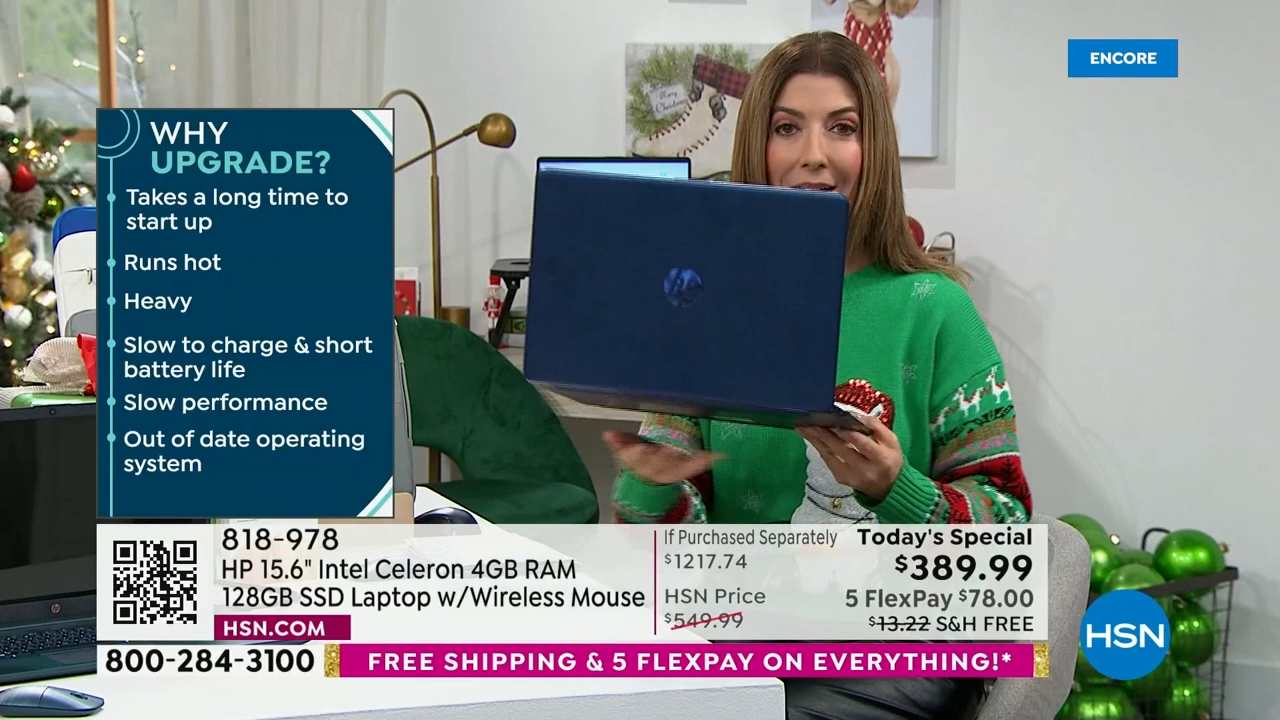 ENCORE
Merry
Christmas
WHY
UPGRADE?
Takes a long time to
start up
Runs hot
Heavy
Slow to charge & short
battery life
Slow performance
Out of date operating
system
hp
818-978
HP 15.6" Intel Celeron 4GB RAM
128GB SSD Laptop w/Wireless Mouse
HSN.COM
If Purchased Separately
$1217.74
HSN Price
$549.99
Today's Special
$389.99
5 FlexPay $78.00
$13.22 S&H FREE
HSN
800-284-3100
FREE SHIPPING & 5 FLEXPAY ON EVERYTHING!*